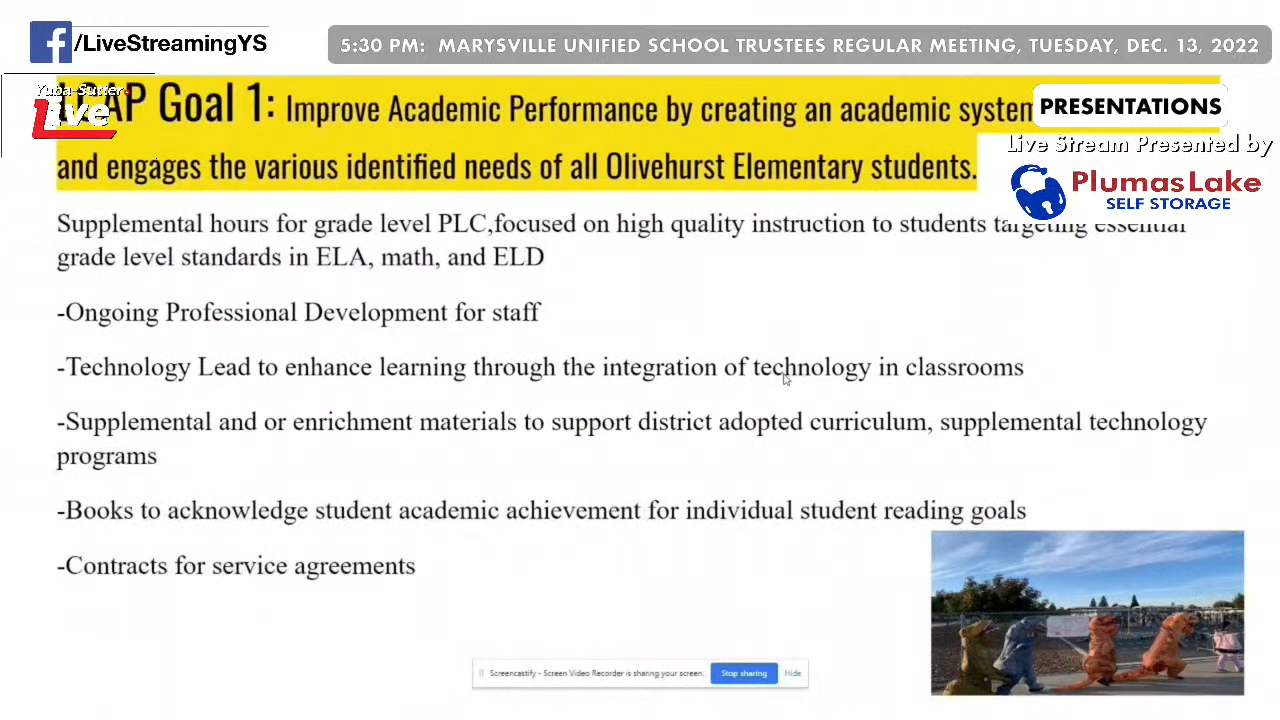 /LiveStreamingYS
5:30 PM: MARYSVILLE UNIFIED SCHOOL TRUSTEES REGULAR MEETING, TUESDAY, DEC. 13, 2022
Yuba-Sutter
Live
LCAP Goal 1: Improve Academic Performance by creating an academic system
PRESENTATIONS
and engages the various identified needs of all Olivehurst Elementary students.
Live Stream Presented by
Plumas Lake
SELF STORAGE
Supplemental hours for grade level PLC,focused on high quality instruction to students targeting essential
grade level standards in ELA, math, and ELD
-Ongoing Professional Development for staff
-Technology Lead to enhance learning through the integration of technology in classrooms
-Supplemental and or enrichment materials to support district adopted curriculum, supplemental technology
programs
-Books to acknowledge student academic achievement for individual student reading goals
-Contracts for service agreements
Screencastify - Screen Video Recorder is sharing your screen.
Stop sharing
Hide